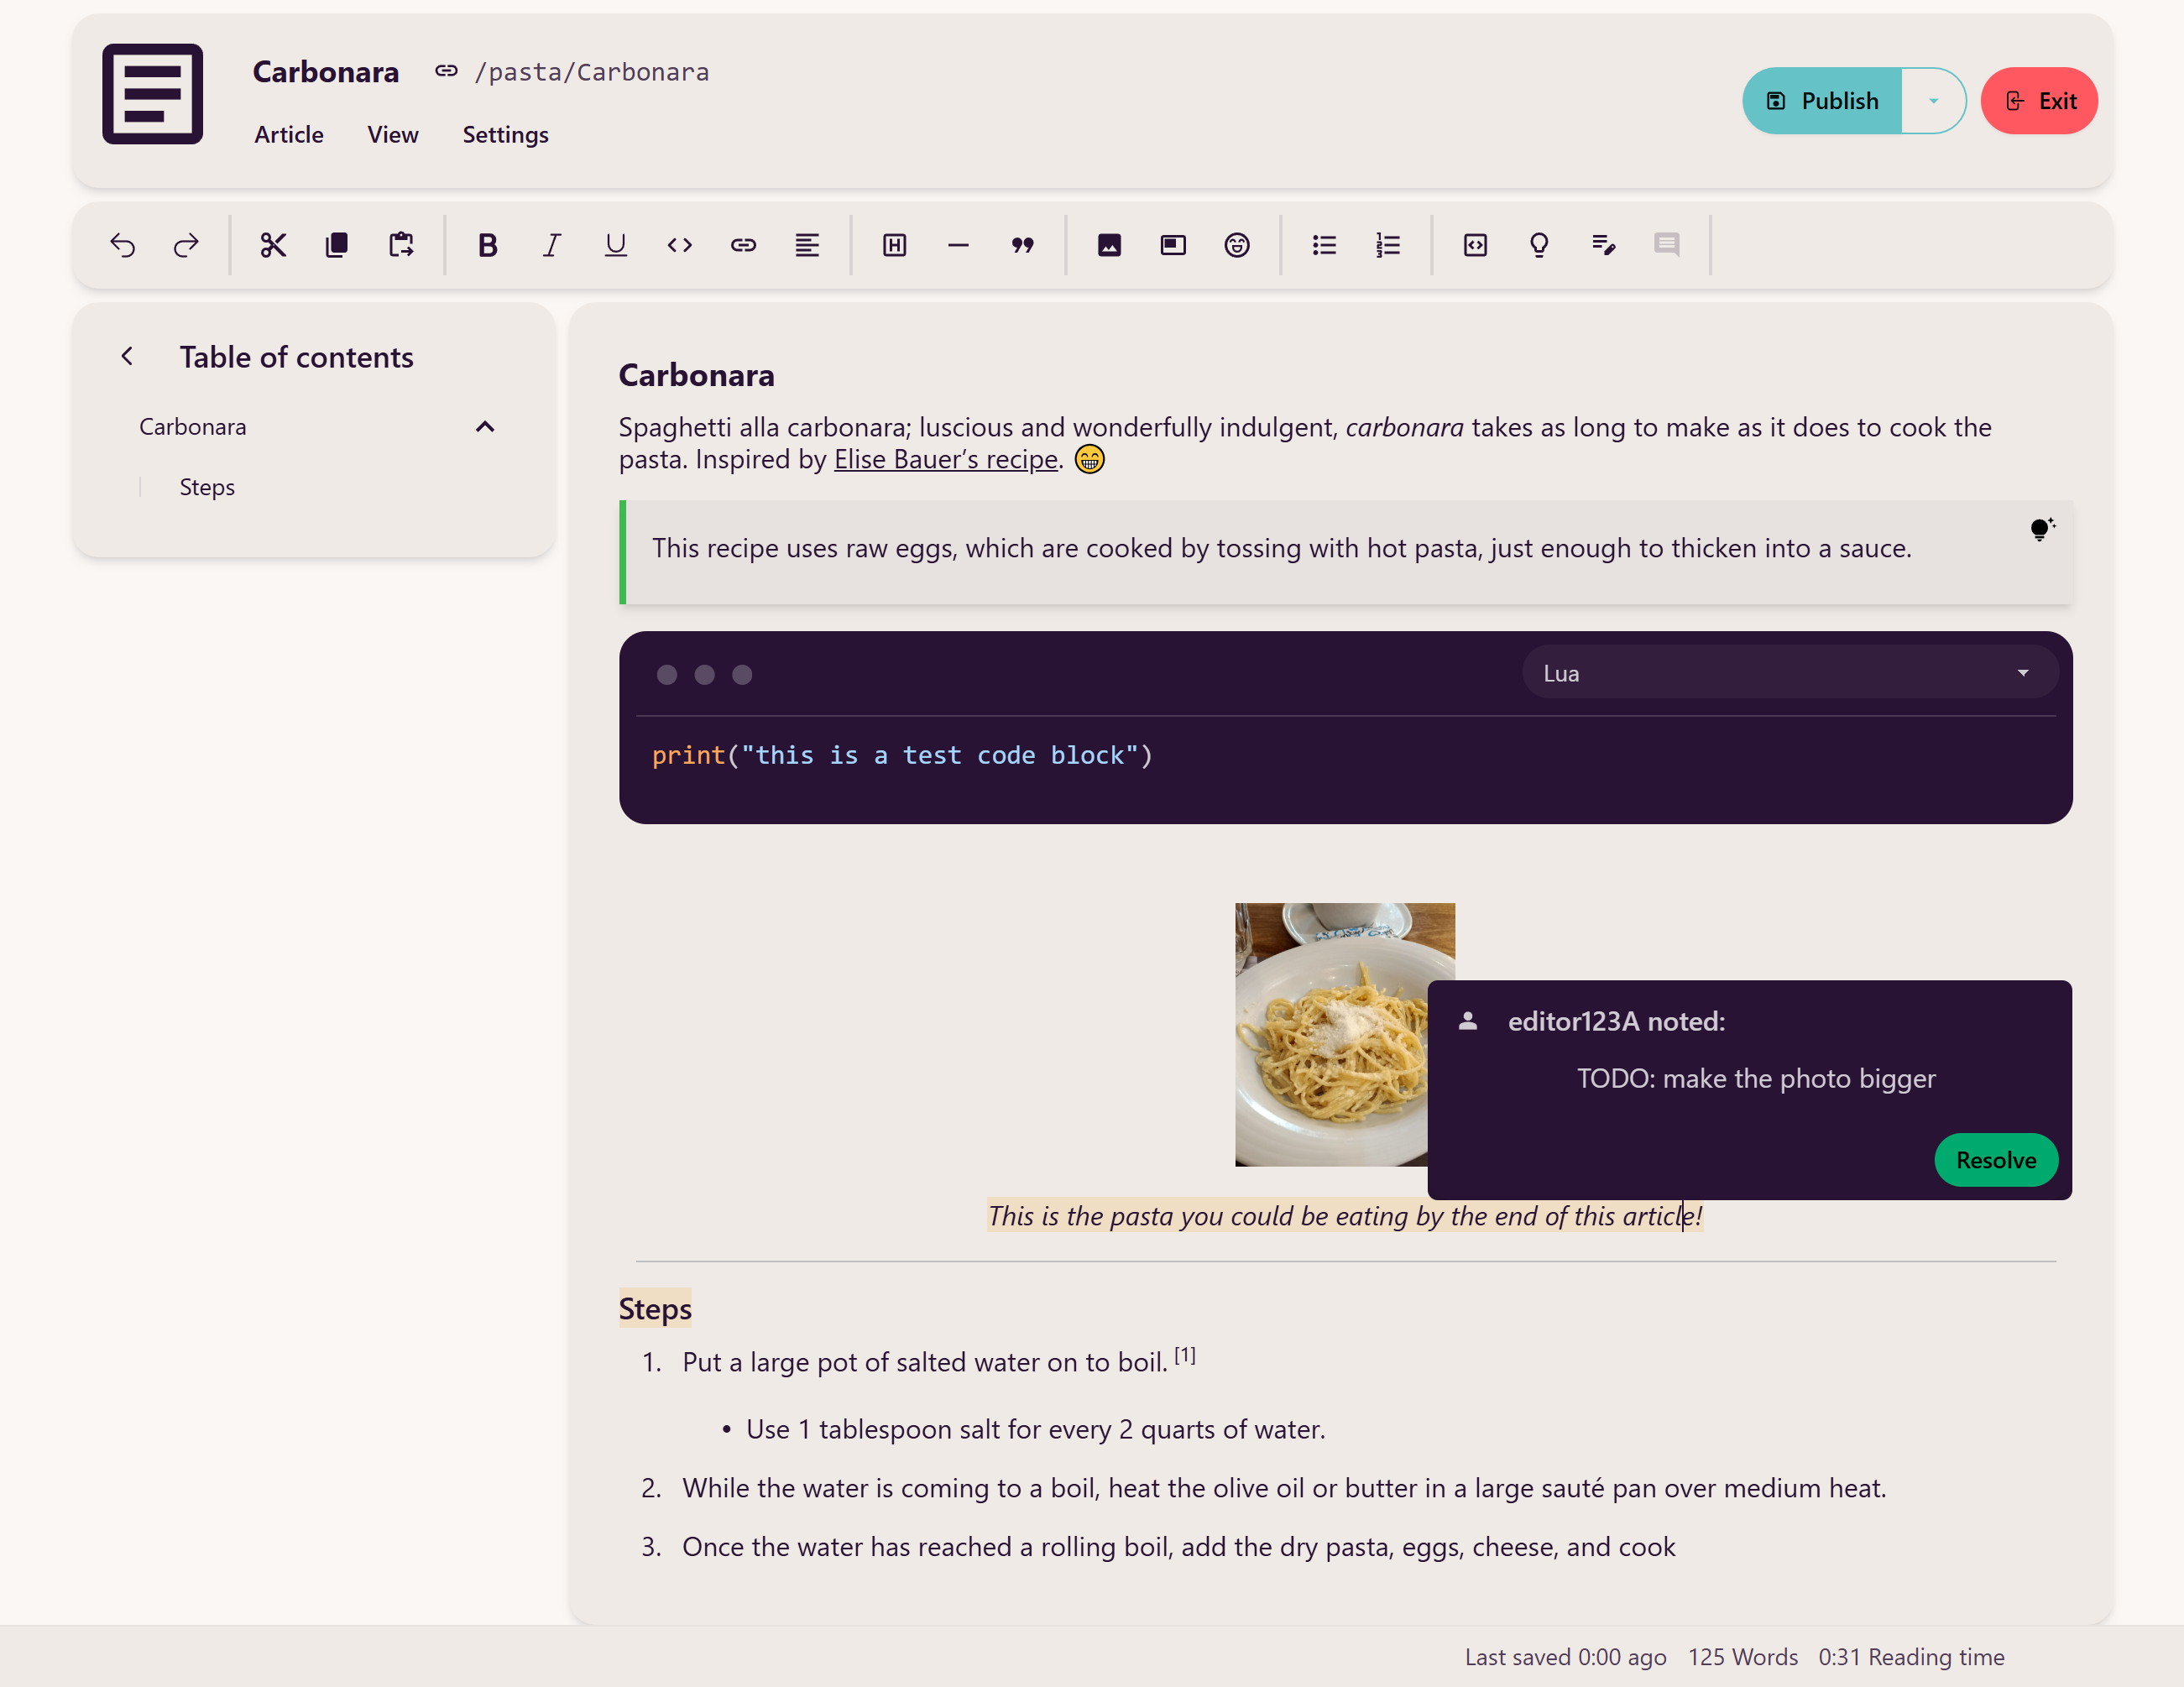 Carbonara /pasta/Carbonara
Article View Settings
Publish
Exit
Table of contents
Carbonara
Steps
Carbonara
Spaghetti alla carbonara; luscious and wonderfully indulgent, carbonara takes as long to make as it does to cook the
pasta. Inspired by Elise Bauer’s recipe. 😁
This recipe uses raw eggs, which are cooked by tossing with hot pasta, just enough to thicken into a sauce.
Lua
print("this is a test code block")
editor123A noted:
TODO: make the photo bigger
Resolve
This is the pasta you could be eating by the end of this article!
Steps
1. Put a large pot of salted water on to boil. [1]
• Use 1 tablespoon salt for every 2 quarts of water.
2. While the water is coming to a boil, heat the olive oil or butter in a large sauté pan over medium heat.
3. Once the water has reached a rolling boil, add the dry pasta, eggs, cheese, and cook
Last saved 0:00 ago 125 Words 0:31 Reading time